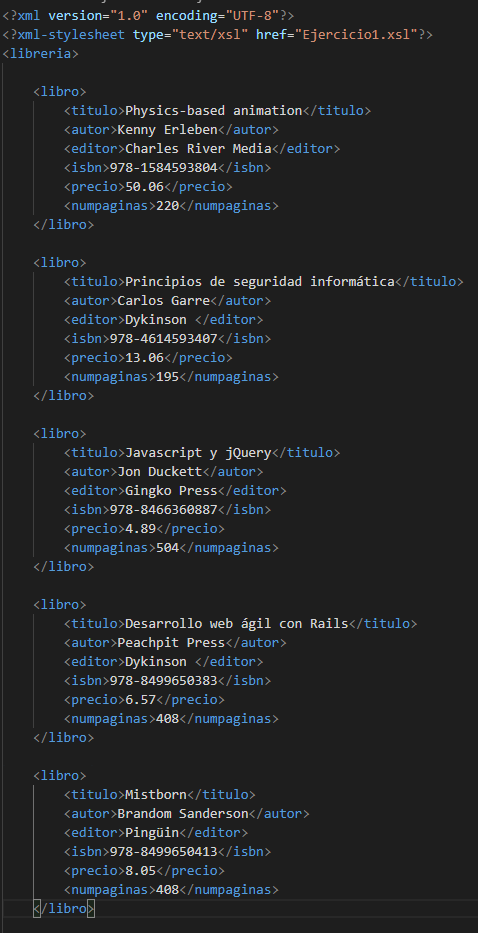 <?xml version="1.0" encoding="UTF-8"?>
<?xml-stylesheet type="text/xsl" href="Ejercicio1.xsl"?>
<libreria>
<libro>
<titulo>Physics-based animation</titulo>
<autor>Kenny Erleben</autor>
<editor>Charles River Media</editor>
<isbn>978-1584593804</isbn>
<precio>50.06</precio>
<numpaginas>220</numpaginas>
</libro>
<libro>
<titulo>Principios de seguridad informática</titulo>
<autor>Carlos Garre</autor>
<editor>Dykinson </editor>
<isbn>978-4614593407</isbn>
<precio>13.06</precio>
<numpaginas>195</numpaginas>
</libro>
<libro>
<titulo>Javascript y jQuery</titulo>
<autor>Jon Duckett</autor>
<editor>Gingko Press</editor>
<isbn>978-8466360887</isbn>
<precio>4.89</precio>
<numpaginas>504</numpaginas>
</libro>
<libro>
<titulo>Desarrollo web ágil con Rails</titulo>
<autor>Peachpit Press</autor>
<editor>Dykinson </editor>
<isbn>978-8499650383</isbn>
<precio>6.57</precio>
<numpaginas>408</numpaginas>
</libro>
<libro>
<titulo>Mistborn</titulo>
<autor>Brandom Sanderson</autor>
<editor>Pingüin</editor>
<isbn>978-8499650413</isbn>
<precio>8.05</precio>
<numpaginas>408</numpaginas>
</libro>